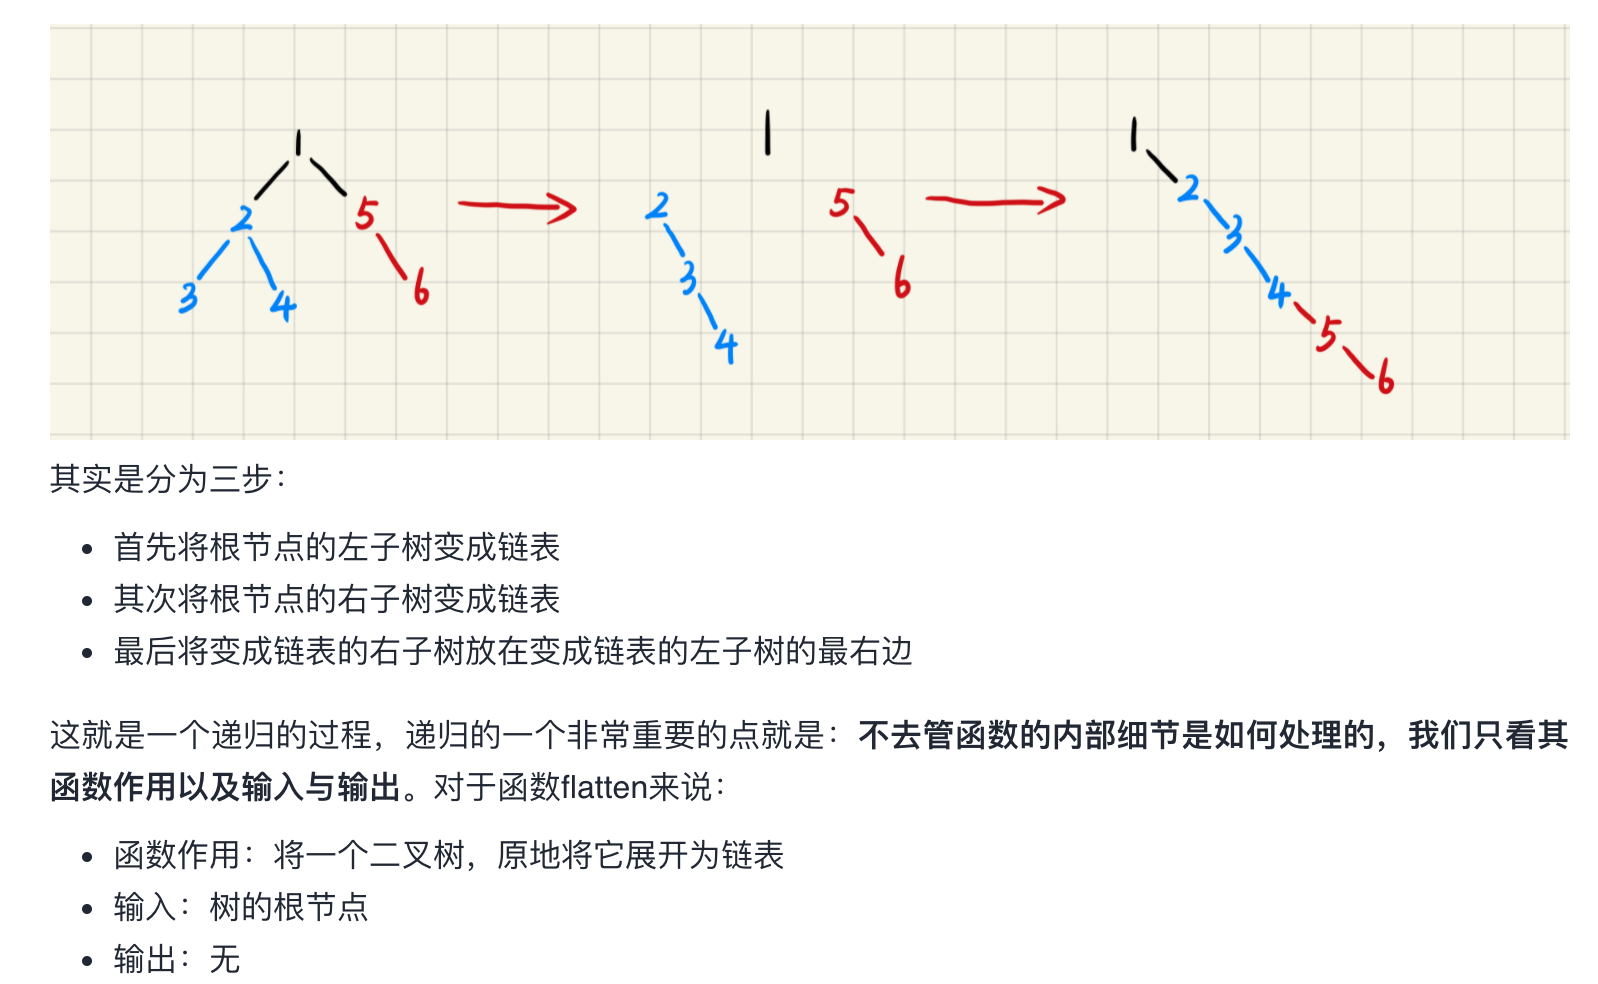 1 1 1
2 5 2 5 2
3 4 6 3 6 3
4 4
5
6
其实是分为三步：
首先将根节点的左子树变成链表
其次将根节点的右子树变成链表
最后将变成链表的右子树放在变成链表的左子树的最右边
这就是一个递归的过程，递归的一个非常重要的点就是：不去管函数的内部细节是如何处理的，我们只看其
函数作用以及输入与输出。对于函数flatten来说：
函数作用：将一个二叉树，原地将它展开为链表
输入：树的根节点
输出：无